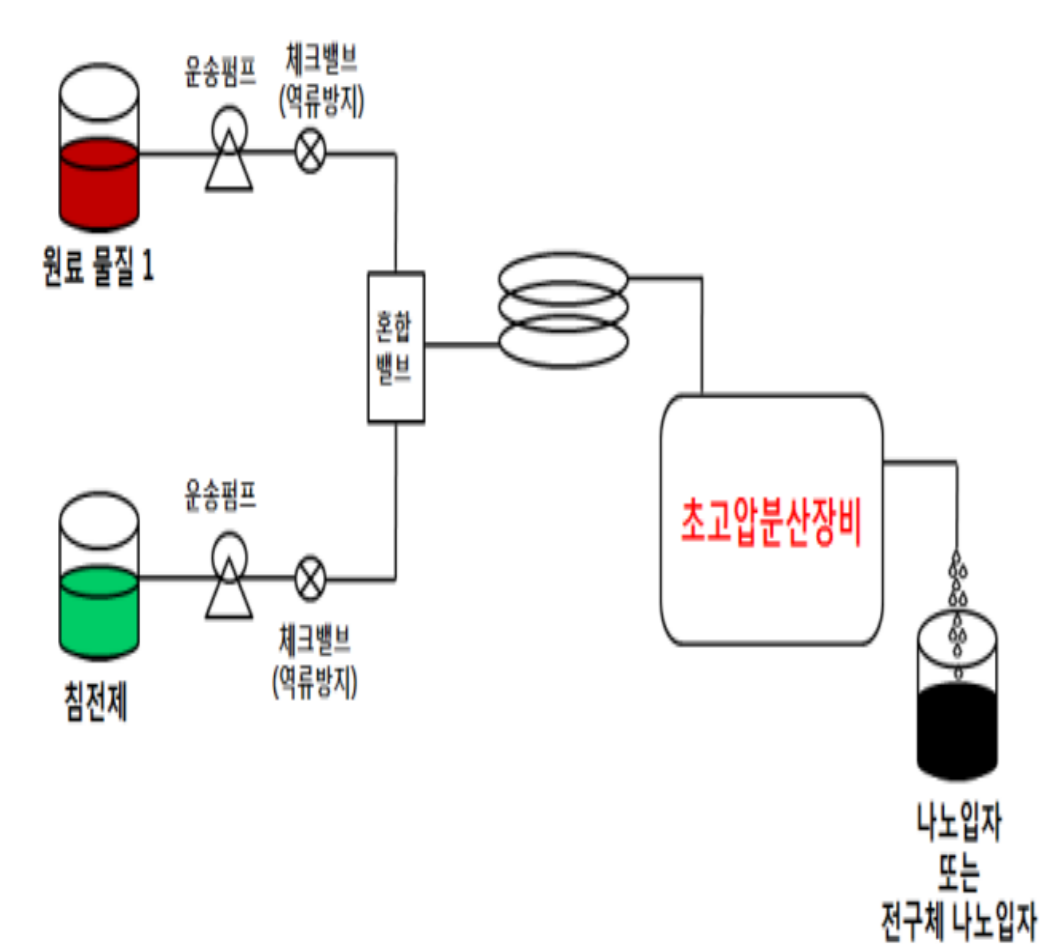 운송펌프
체크밸브
(역류방지)
원료 물질 1
혼합
밸브
운송펌프
체크밸브
(역류방지)
침전제
초고압분산장비
나노입자
또는
전구체 나노입자